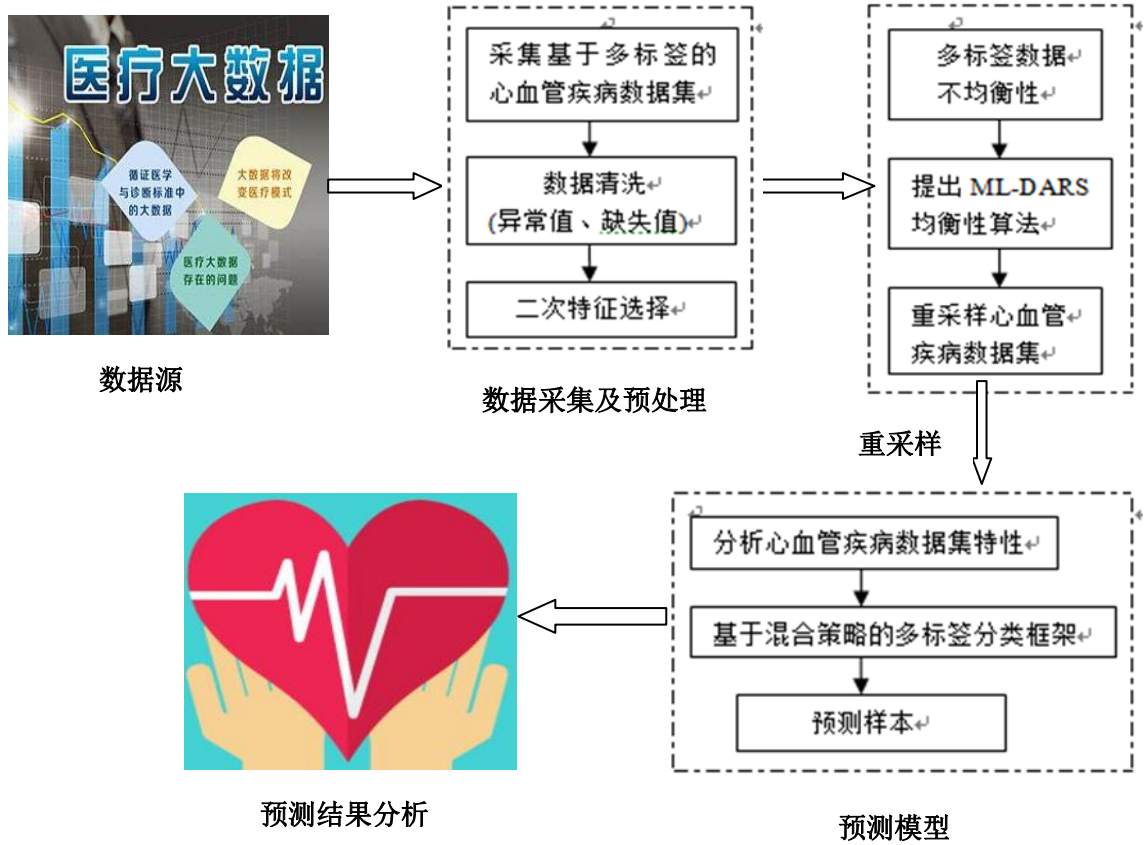 医疗大数据
循证医学
与诊断标准中
的大数据
大数据将改
变医疗模式
医疗大数据
存在的问题
数据源
采集基于多标签的
心血管疾病数据集
数据清洗
(异常值、缺失值)
二次特征选择
数据采集及预处理
多标签数据
不均衡性
提出 ML-DARS
均衡性算法
重采样心血管
疾病数据集
重采样
分析心血管疾病数据集特性
基于混合策略的多标签分类框架
预测样本
预测模型
预测结果分析